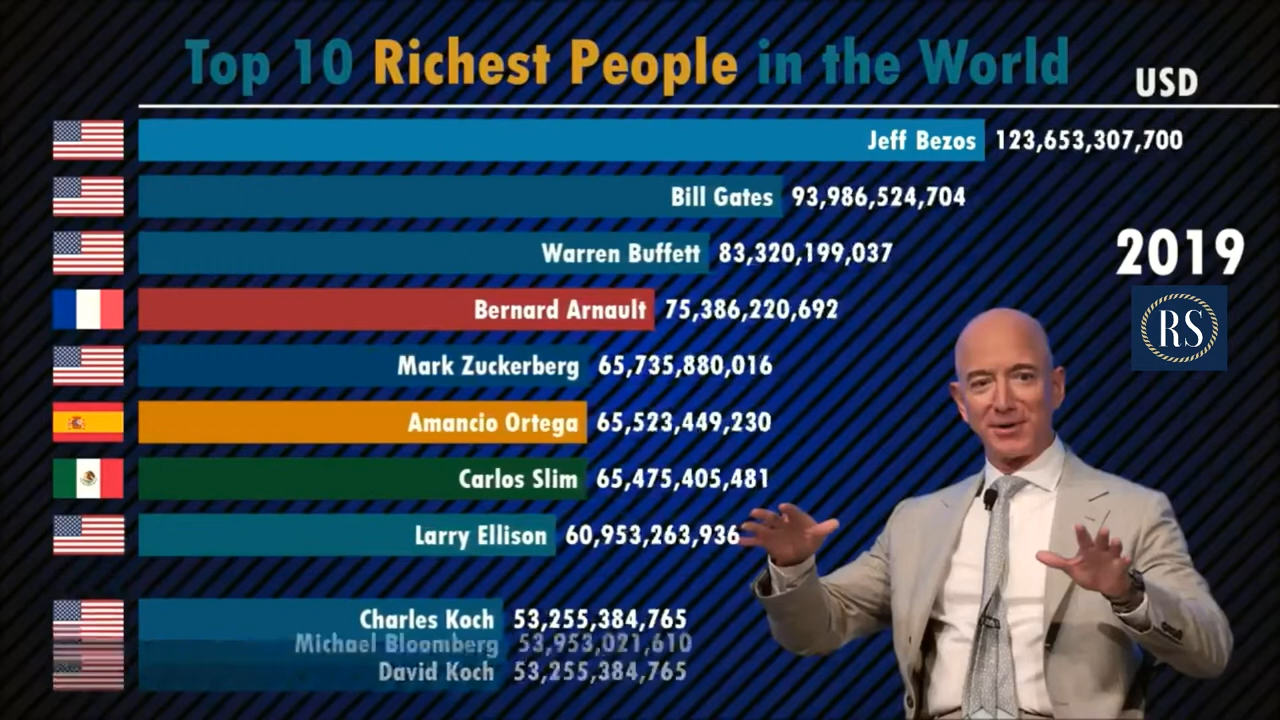 Top 10 Richest People in the World
USD
Jeff Bezos 123,653,307,700
Bill Gates 93,986,524,704
Warren Buffett 83,320,199,037
2019
RS
Bernard Arnault 75,386,220,692
Mark Zuckerberg 65,735,880,016
Amancio Ortega 65,523,449,230
Carlos Slim 65,475,405,481
Larry Ellison 60,953,263,936
Charles Koch 53,255,384,765
Michael Bloomberg 53,953,021,610
David Koch 53,255,384,765